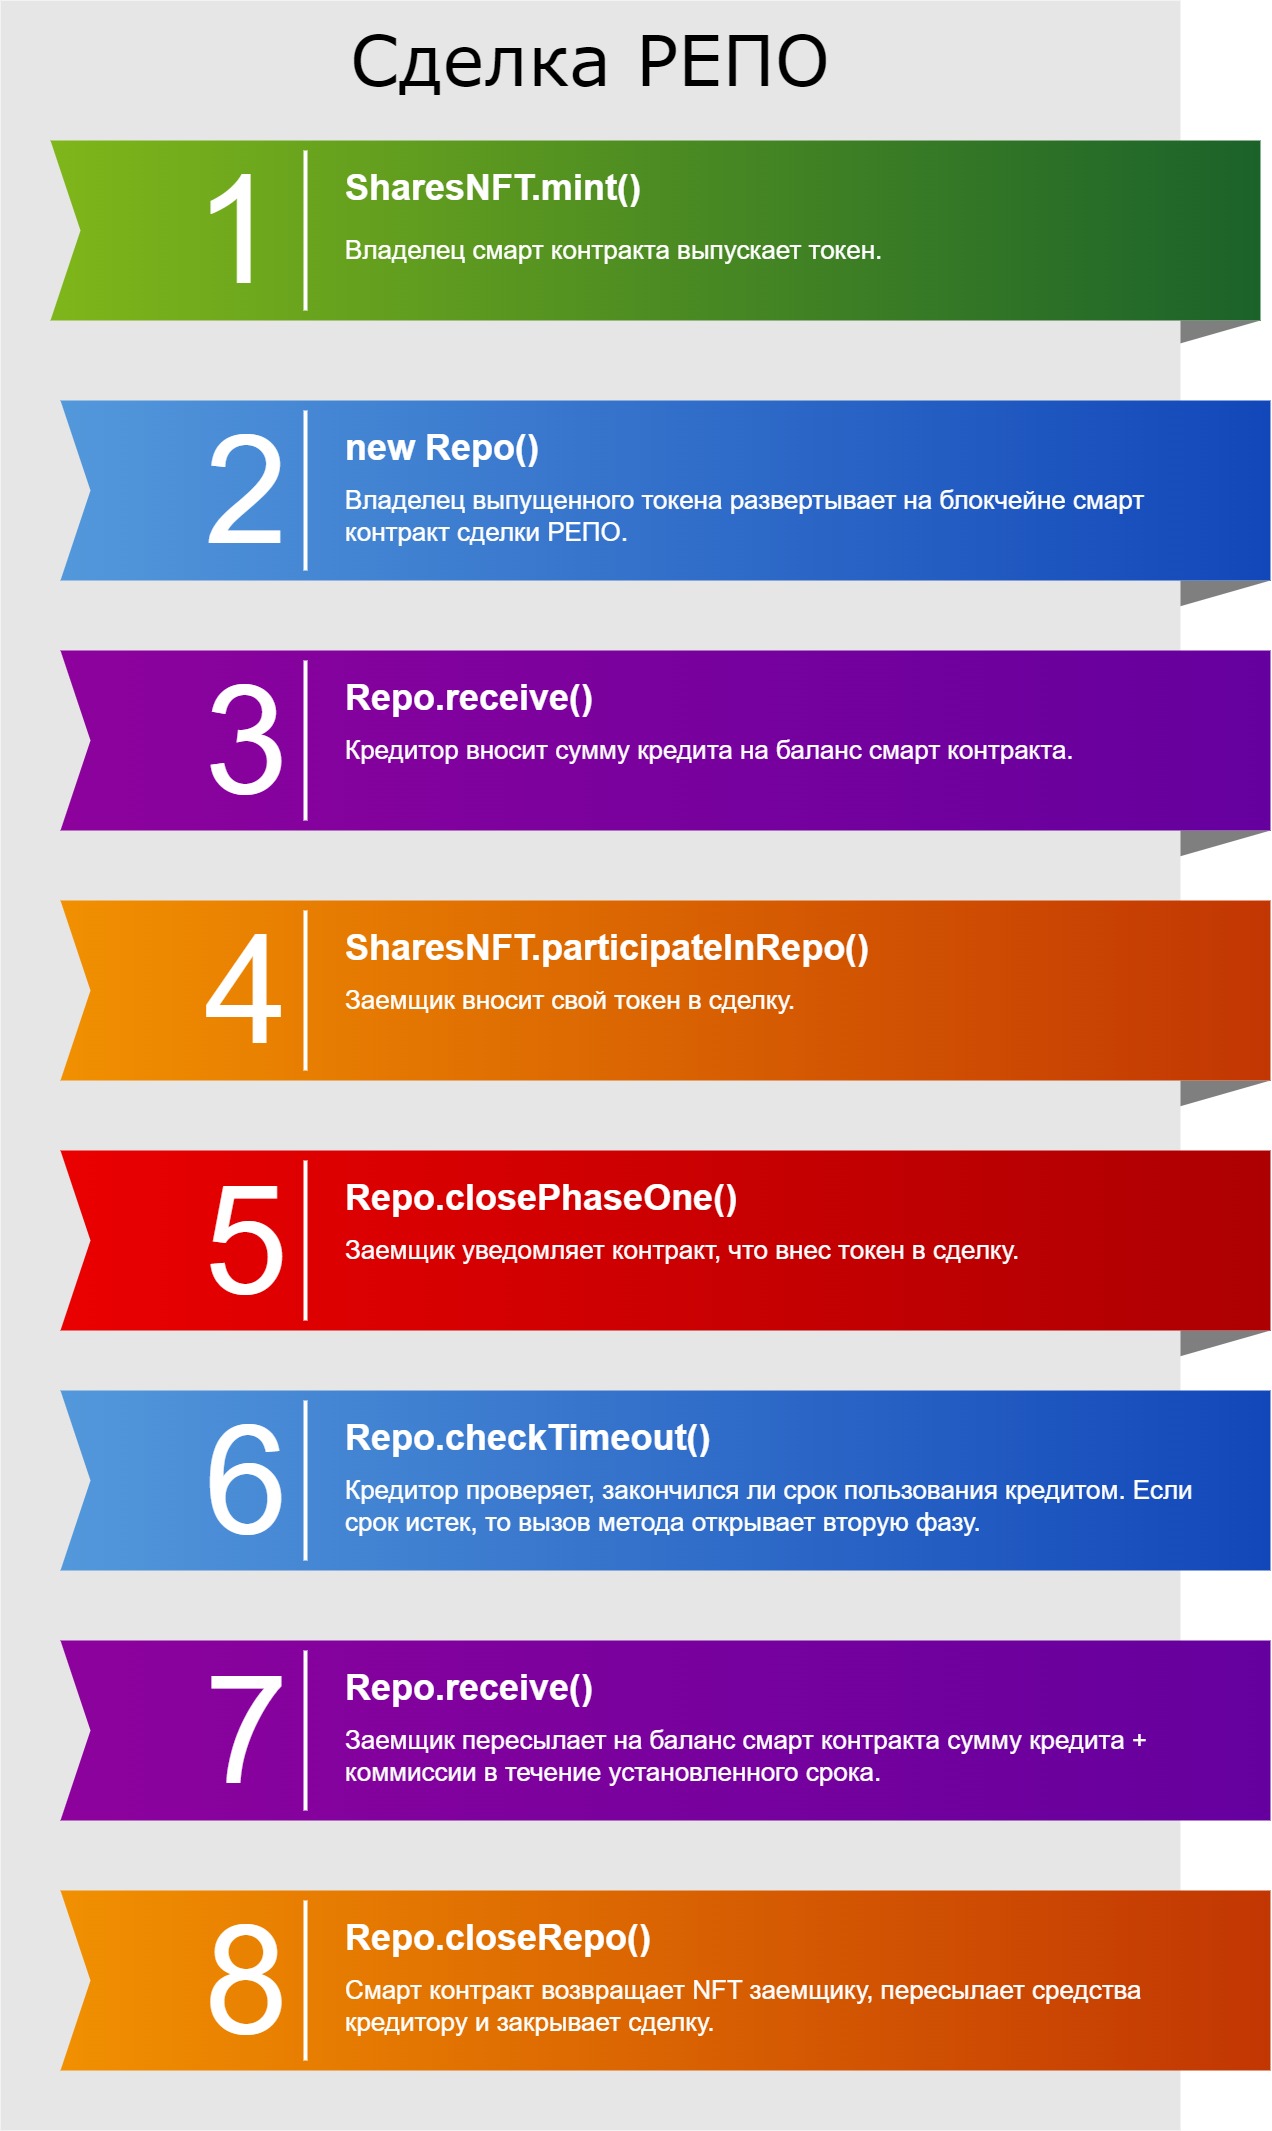 Сделка РЕПО
1
SharesNFT.mint()
Владелец смарт контракта выпускает токен.
2
new Repo()
Владелец выпущенного токена развертывает на блокчейне смарт
контракт сделки РЕПО.
3
Repo.receive()
Кредитор вносит сумму кредита на баланс смарт контракта.
4
SharesNFT.participateInRepo()
Заемщик вносит свой токен в сделку.
5
Repo.closePhaseOne()
Заемщик уведомляет контракт, что внес токен в сделку.
6
Repo.checkTimeout()
Кредитор проверяет, закончился ли срок пользования кредитом. Если
срок истек, то вызов метода открывает вторую фазу.
7
Repo.receive()
Заемщик пересылает на баланс смарт контракта сумму кредита +
коммиссии в течение установленного срока.
8
Repo.closeRepo()
Смарт контракт возвращает NFT заемщику, пересылает средства
кредитору и закрывает сделку.